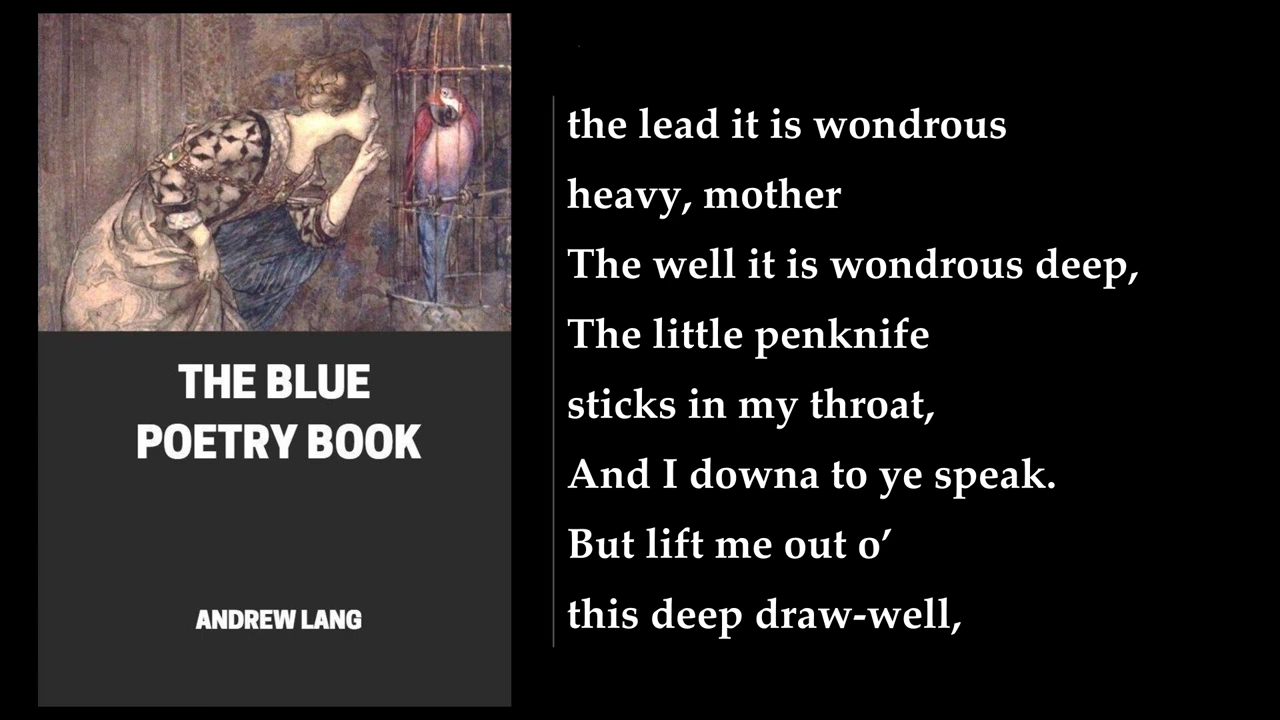 THE BLUE
POETRY BOOK
ANDREW LANG
the lead it is wondrous
heavy, mother
The well it is wondrous deep,
The little penknife
sticks in my throat,
And I downa to ye speak.
But lift me out o’
this deep draw-well,